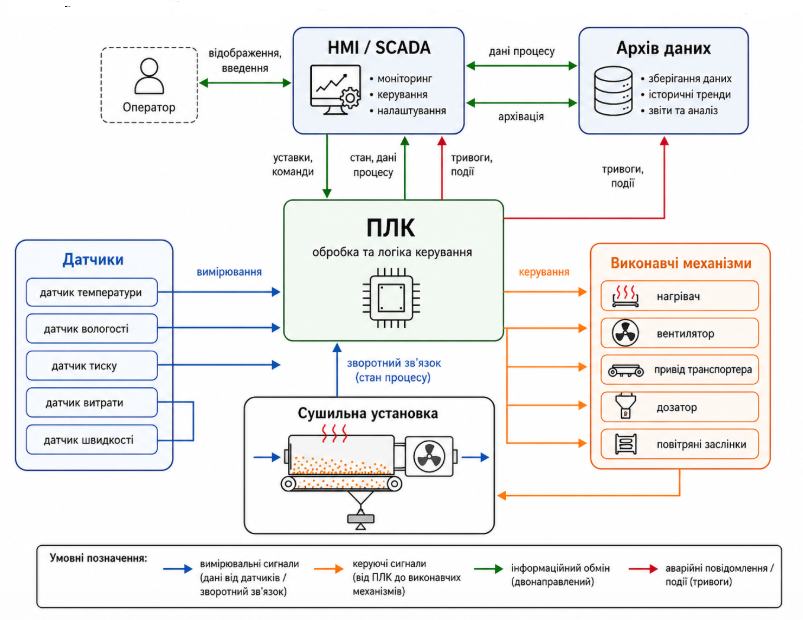 HMI / SCADA
• моніторинг
• керування
• налаштування
Архів даних
• зберігання даних
• історичні тренди
• звіти та аналіз
Оператор
відображення,
введення
дані процесу
архівація
уставки,
команди
стан, дані
процесу
тривоги,
події
тривоги,
події
ПЛК
обробка та логіка керування
Датчики
датчик температури
датчик вологості
датчик тиску
датчик витрати
датчик швидкості
вимірювання
керування
Виконавчі механізми
нагрівач
вентилятор
привід транспортера
дозатор
повітряні заслінки
зворотний зв'язок
(стан процесу)
Сушильна установка
Умовні позначення:
вимірювальні сигнали
(дані від датчиків /
зворотний зв'язок)
керуючі сигнали
(від ПЛК до виконавчих
механізмів)
інформаційний обмін
(двонаправлений)
аварійні повідомлення /
події (тривоги)